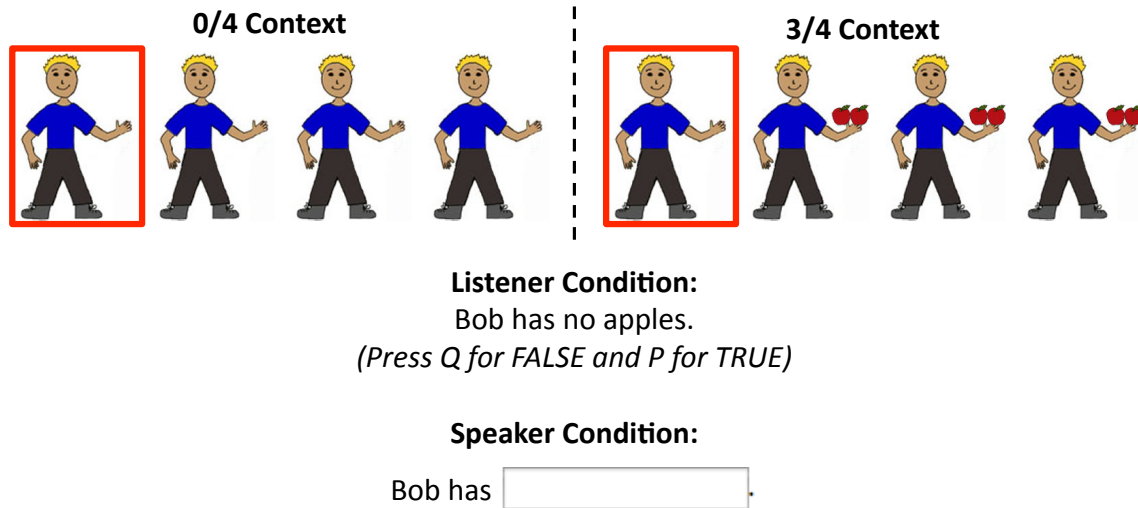 0/4 Context
3/4 Context
Listener Condition:
Bob has no apples.
(Press Q for FALSE and P for TRUE)
Speaker Condition:
Bob has .